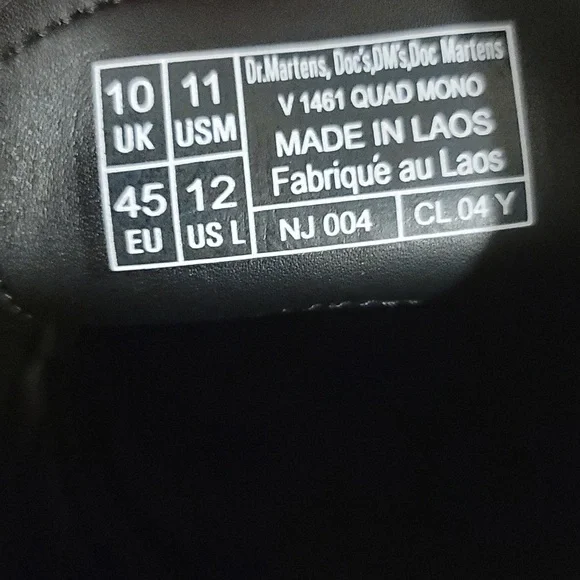 10 UK
11 USM
45 EU
12 US L
Dr.Martens, Doc's,DM's,Doc Martens
V 1461 QUAD MONO
MADE IN LAOS
Fabriqué au Laos
NJ 004
CL 04 Y